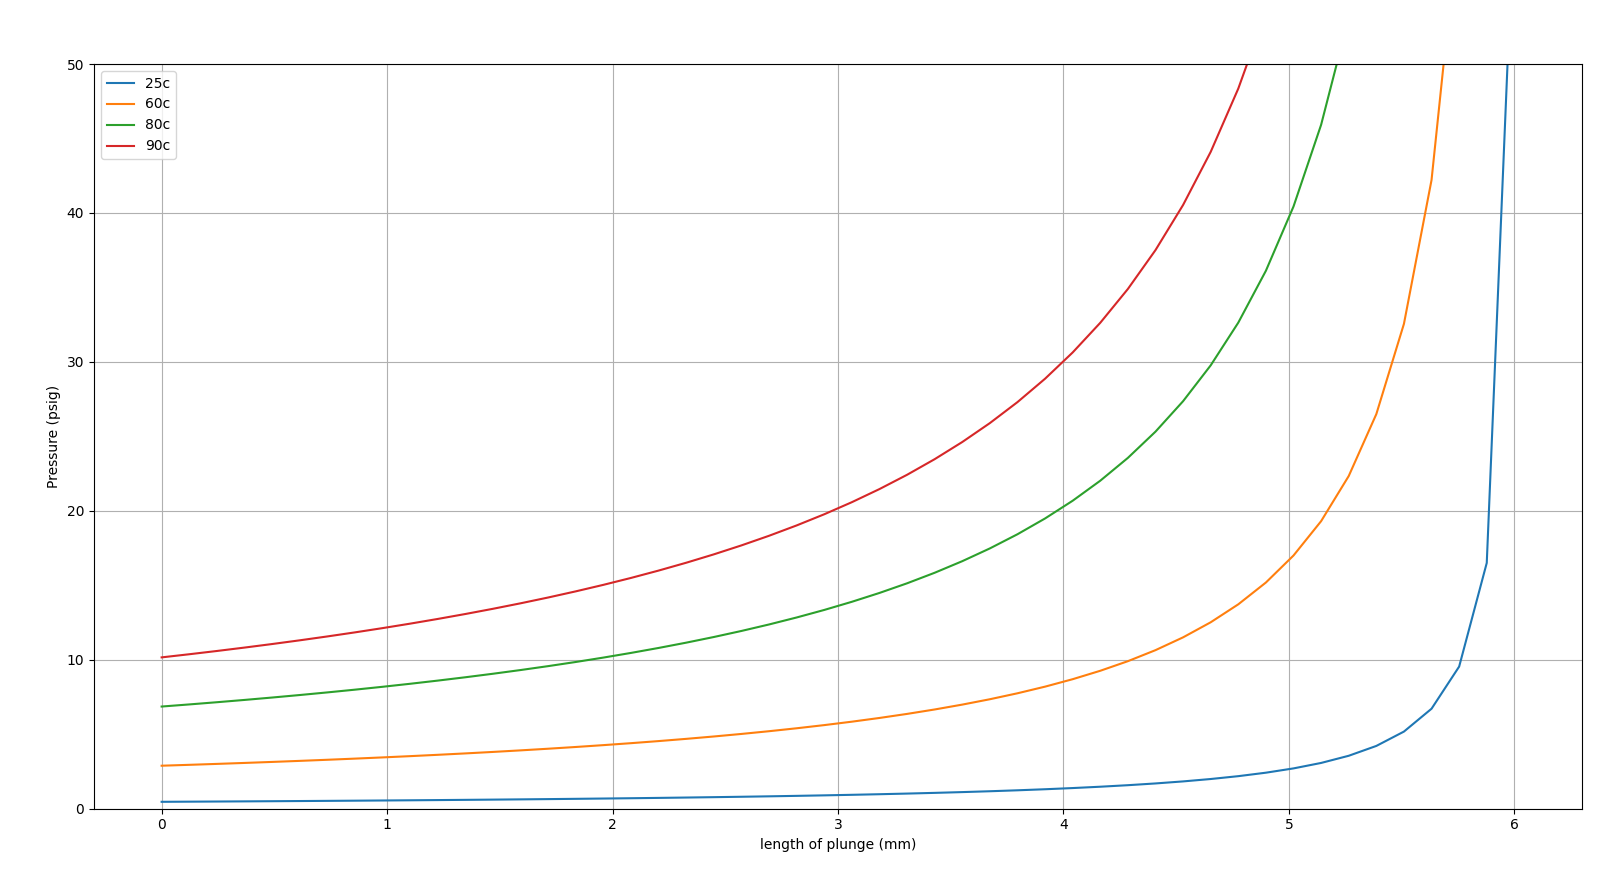 25c
60c
80c
90c
50
40
30
20
10
0
Pressure (psig)
0 1 2 3 4 5 6
length of plunge (mm)